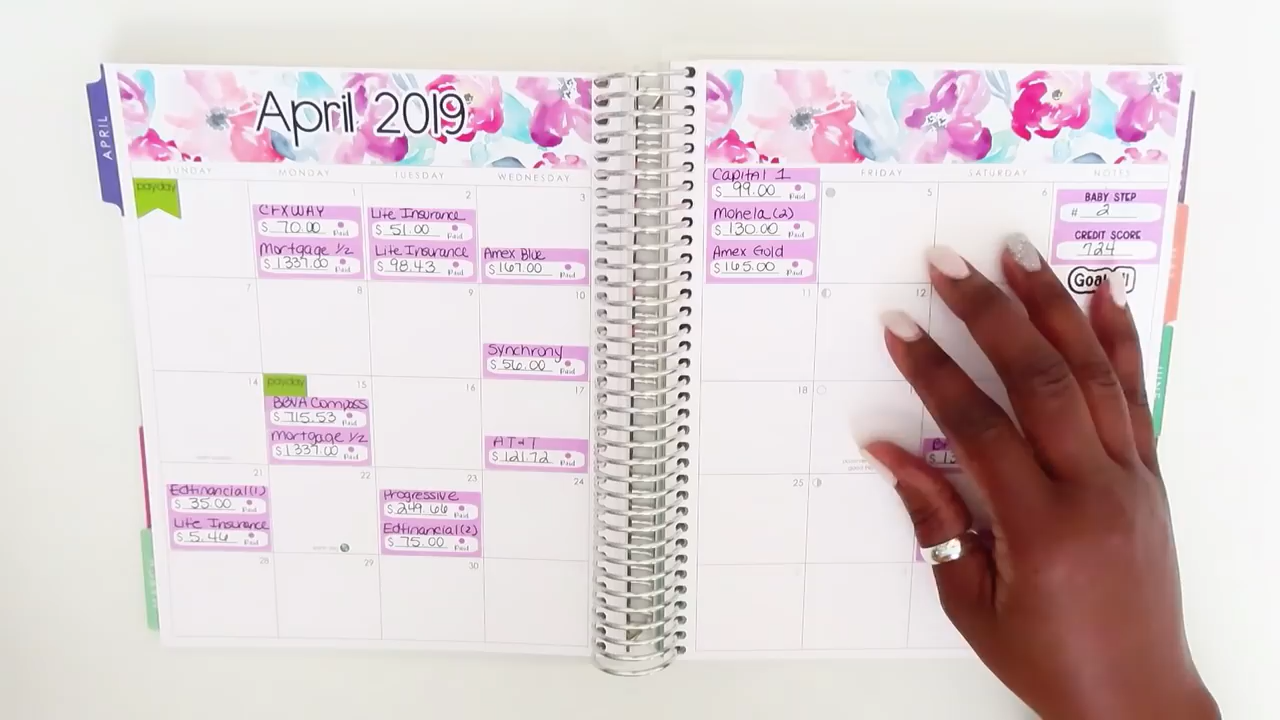 April 2019
APRIL
SUNDAY MONDAY TUESDAY WEDNESDAY
FRIDAY SATURDAY NOTES
payday
1
CFXWAY
$ 70.00 Paid
Mortgage 1/2
$ 1337.00 Paid
2
Life Insurance
$ 51.00 Paid
Life Insurance
$ 98.43 Paid
3
Amex Blue
$ 167.00 Paid
Capital 1
$ 99.00 Paid
Mohela (2)
$ 130.00 Paid
Amex Gold
$ 165.00 Paid
5
6
BABY STEP
# 2
CREDIT SCORE
724
7
8
9
10
Synchrony
$ 56.00 Paid
11
12
14
payday
15
BBVA Compass
$ 715.53 Paid
Mortgage 1/2
$ 1337.00 Paid
16
17
AT&T
$ 121.72 Paid
18
21
Edfinancial (1)
$ 35.00 Paid
Life Insurance
$ 5.46 Paid
22
23
Progressive
$ 249.66 Paid
Edfinancial (2)
$ 75.00 Paid
24
25
28
29
30
JUNE